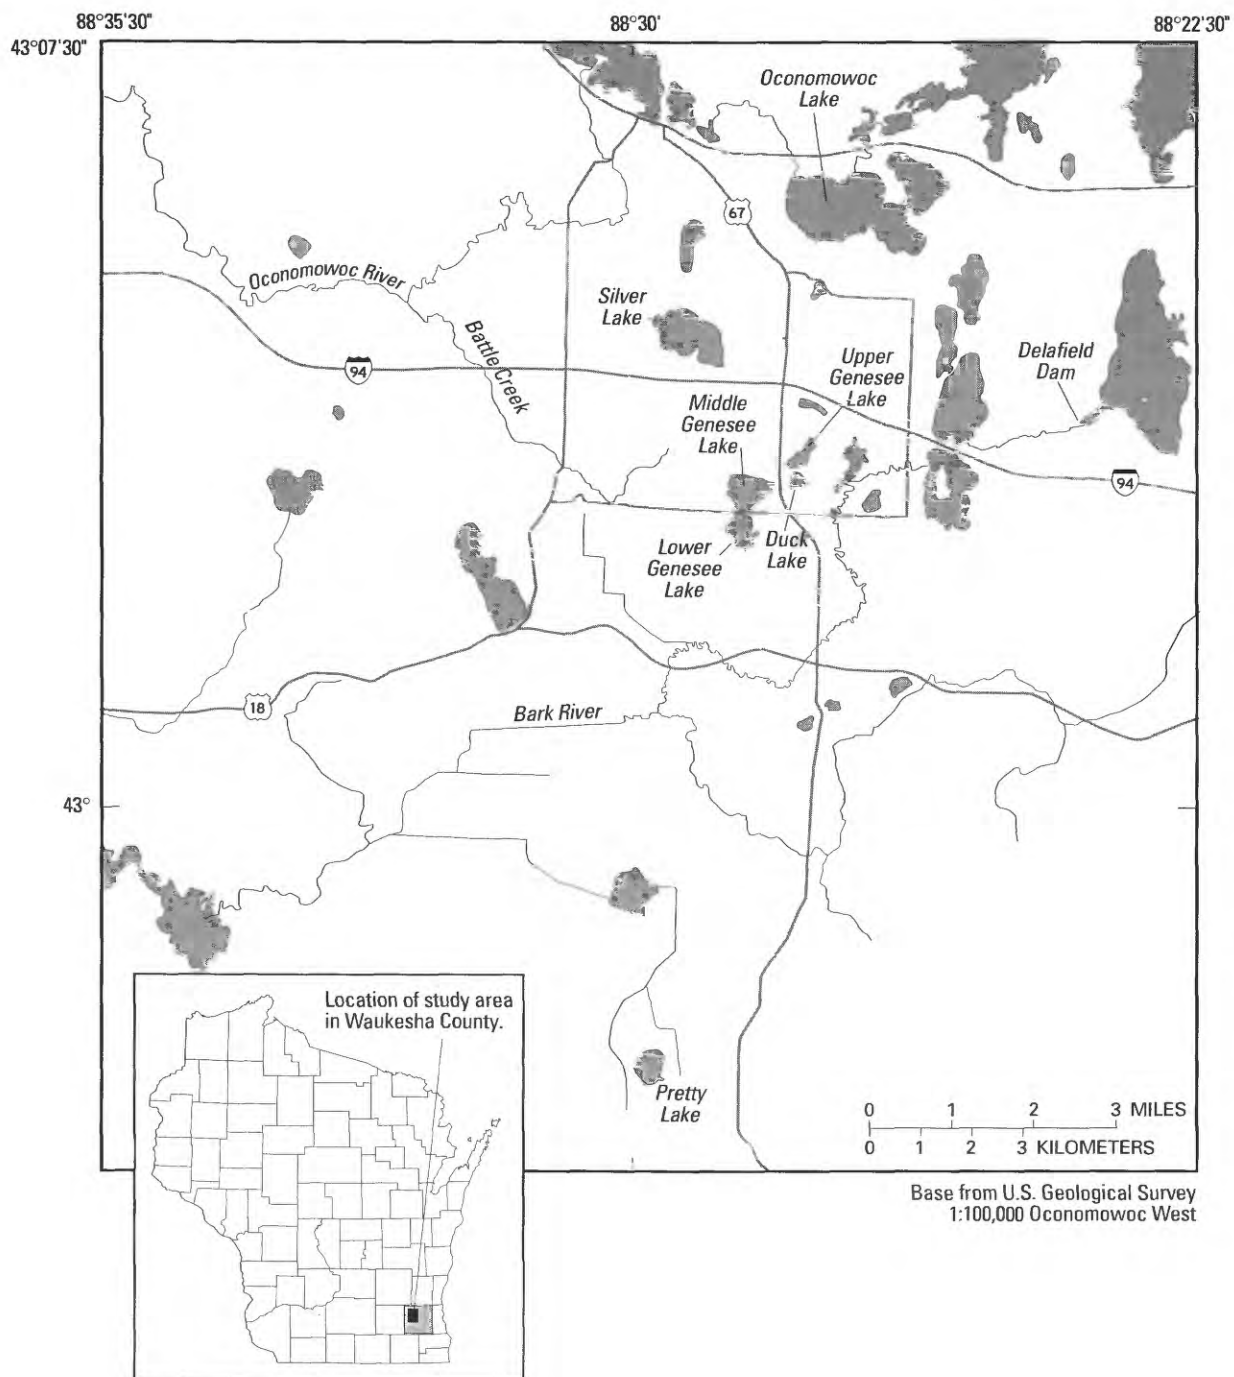 88°35'30"
88°30'
88°22'30"
43°07'30"
Oconomowoc
Lake
67
Oconomowoc River
Silver
Lake
Battle Creek
Upper
Genesee
Lake
Delafield
Dam
94
Middle
Genesee
Lake
94
Lower
Genesee
Lake
Duck
Lake
18
Bark River
43°
Location of study area
in Waukesha County.
Pretty
Lake
0 1 2 3 MILES
0 1 2 3 KILOMETERS
Base from U.S. Geological Survey
1:100,000 Oconomowoc West